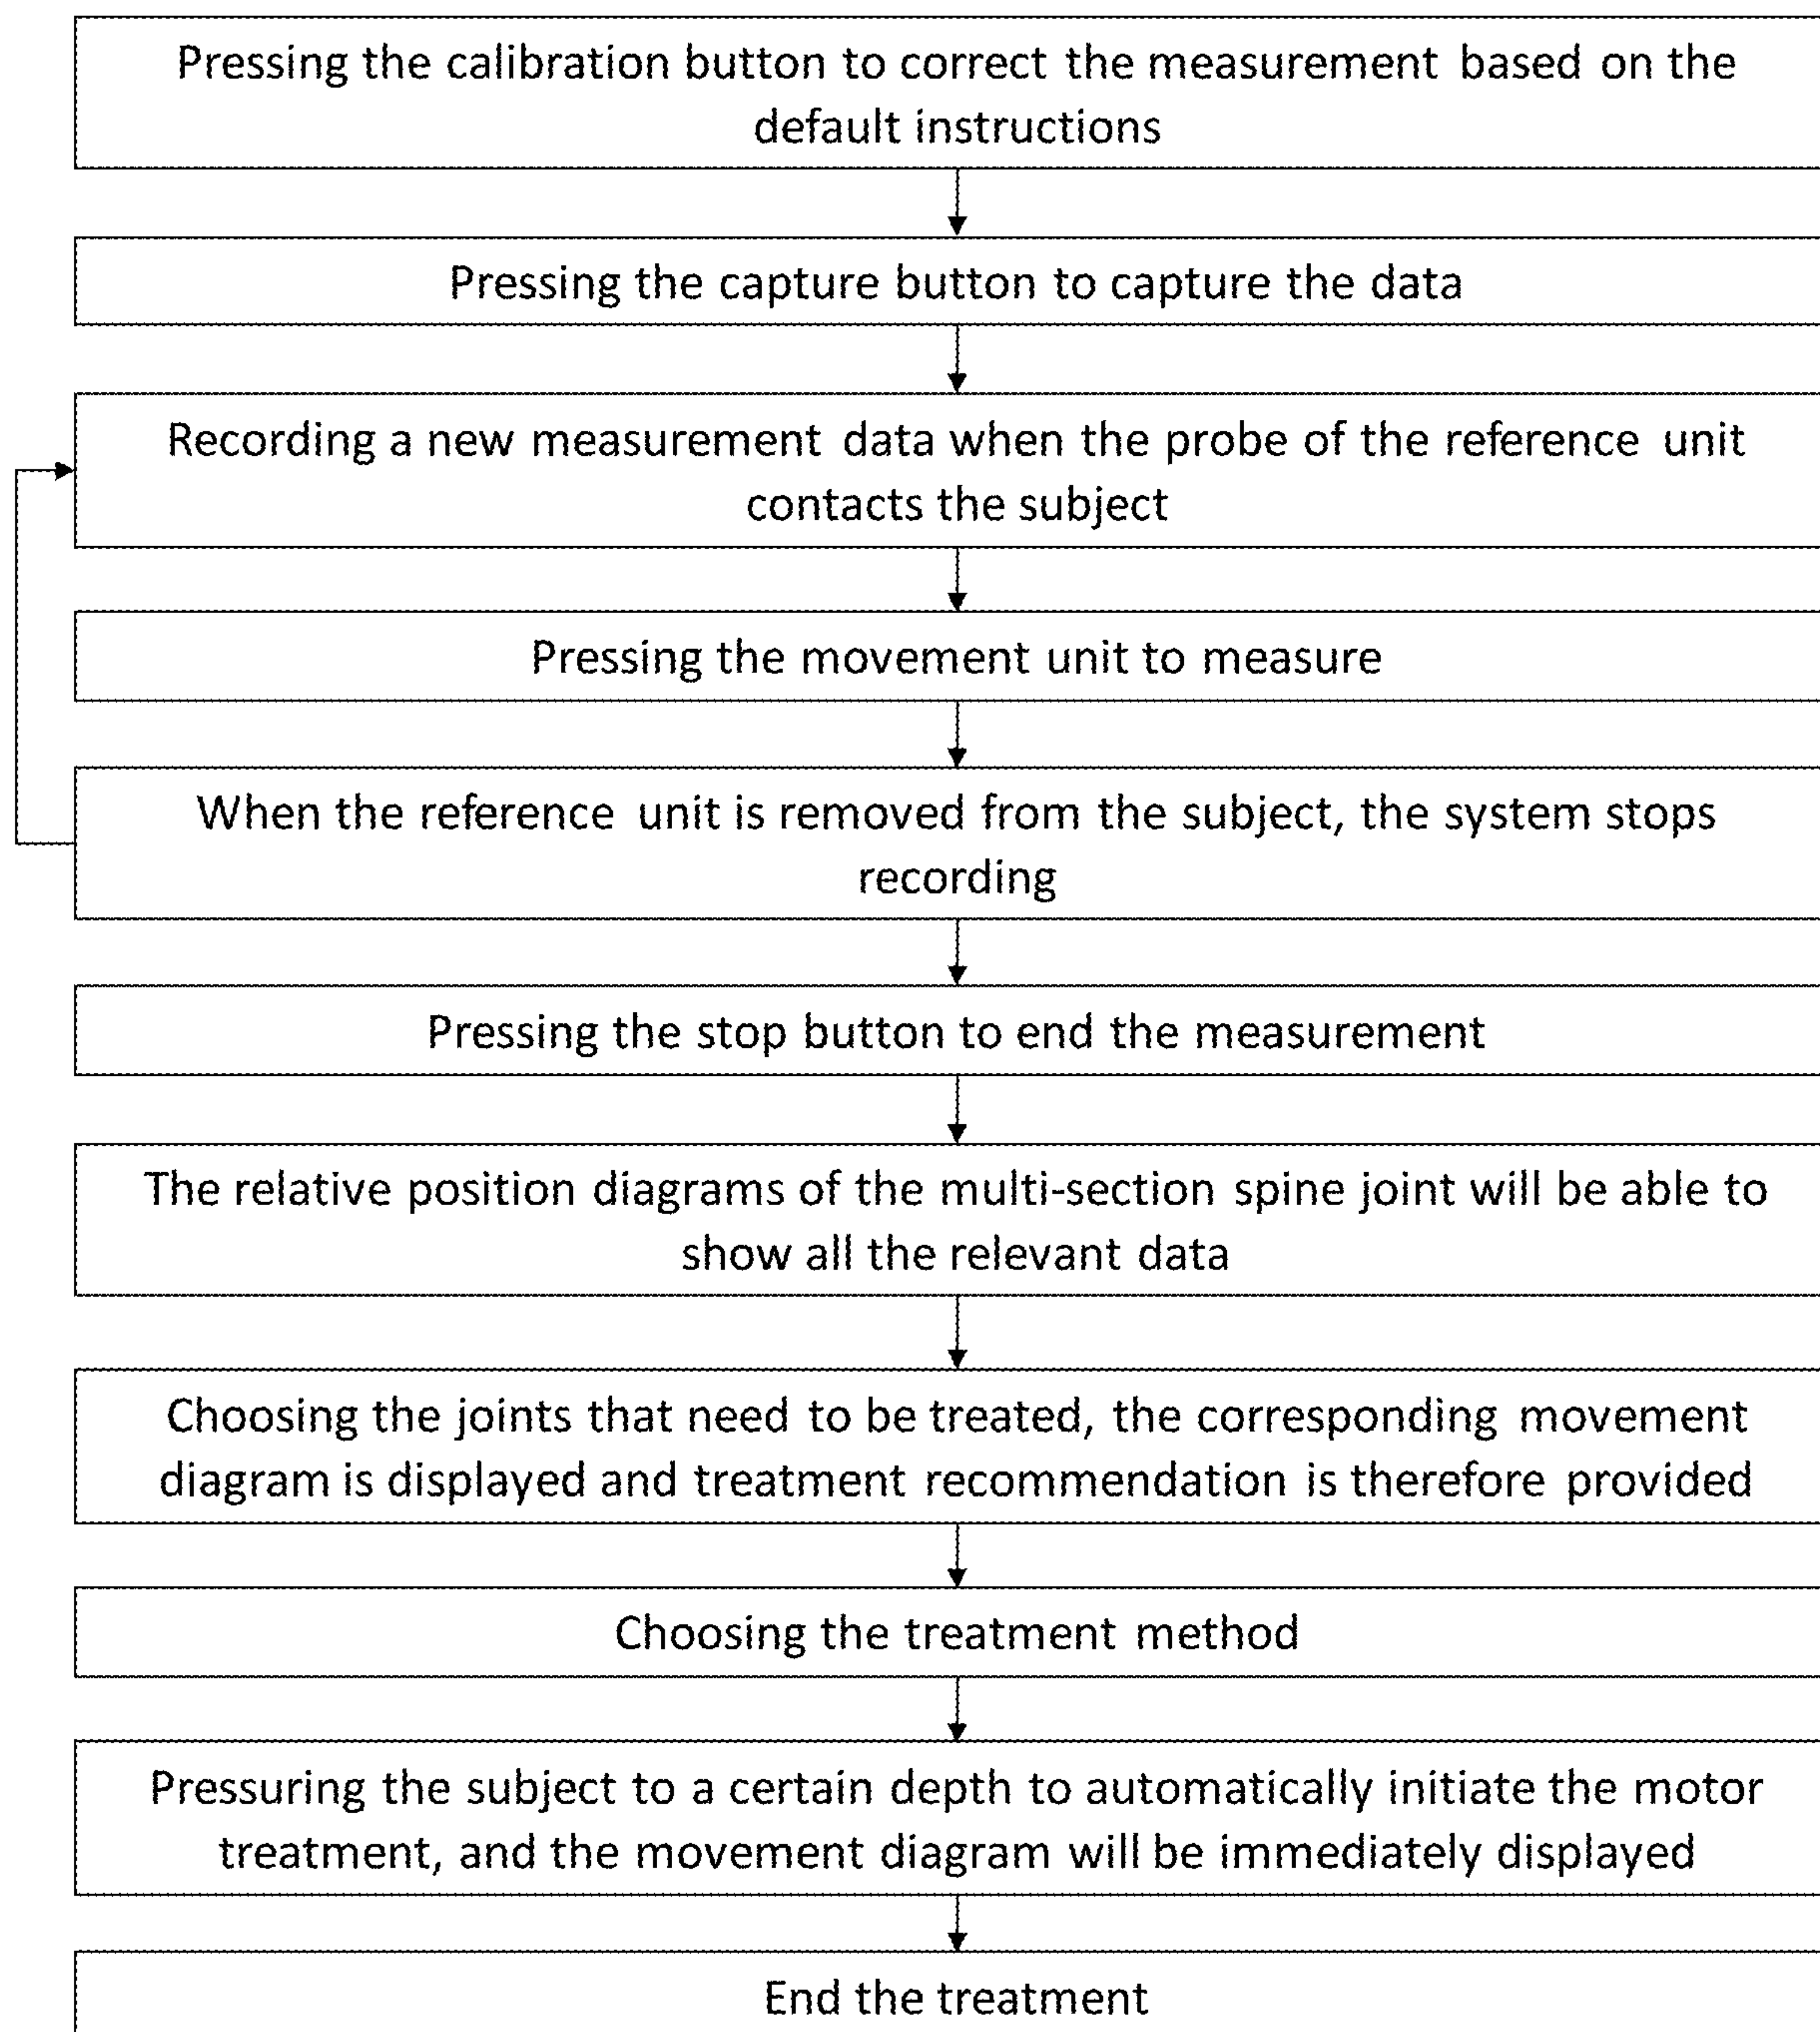 Pressing the calibration button to correct the measurement based on the
default instructions
Pressing the capture button to capture the data
Recording a new measurement data when the probe of the reference unit
contacts the subject
Pressing the movement unit to measure
When the reference unit is removed from the subject, the system stops
recording
Pressing the stop button to end the measurement
The relative position diagrams of the multi-section spine joint will be able to
show all the relevant data
Choosing the joints that need to be treated, the corresponding movement
diagram is displayed and treatment recommendation is therefore provided
Choosing the treatment method
Pressuring the subject to a certain depth to automatically initiate the motor
treatment, and the movement diagram will be immediately displayed
End the treatment